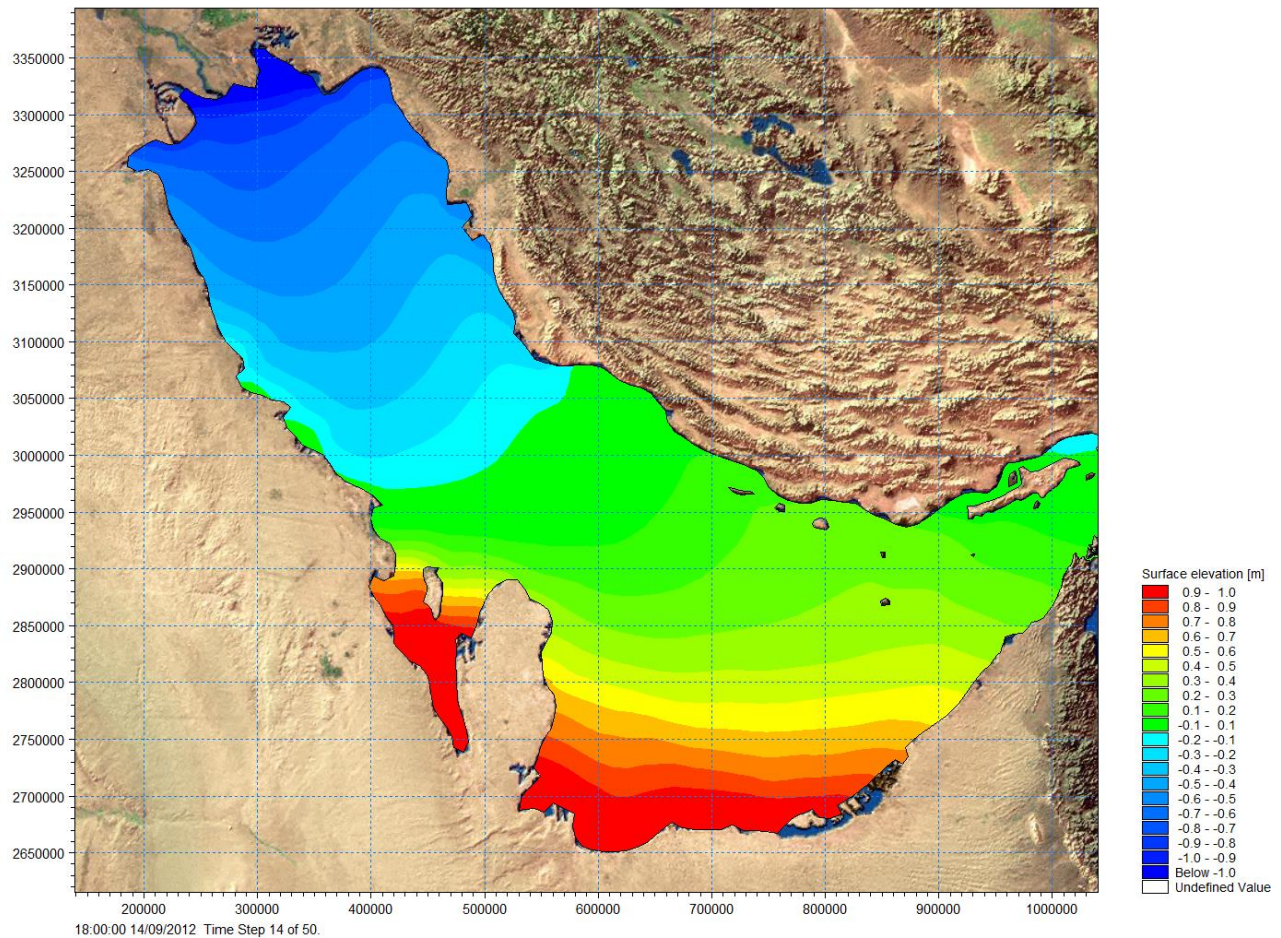 3350000
3300000
3250000
3200000
3150000
3100000
3050000
3000000
2950000
2900000
2850000
2800000
2750000
2700000
2650000
200000 300000 400000 500000 600000 700000 800000 900000 1000000
18:00:00 14/09/2012 Time Step 14 of 50.
Surface elevation [m]
0.9 - 1.0
0.8 - 0.9
0.7 - 0.8
0.6 - 0.7
0.5 - 0.6
0.4 - 0.5
0.3 - 0.4
0.2 - 0.3
0.1 - 0.2
-0.1 - 0.1
-0.2 - -0.1
-0.3 - -0.2
-0.4 - -0.3
-0.5 - -0.4
-0.6 - -0.5
-0.7 - -0.6
-0.8 - -0.7
-0.9 - -0.8
-1.0 - -0.9
Below -1.0
Undefined Value